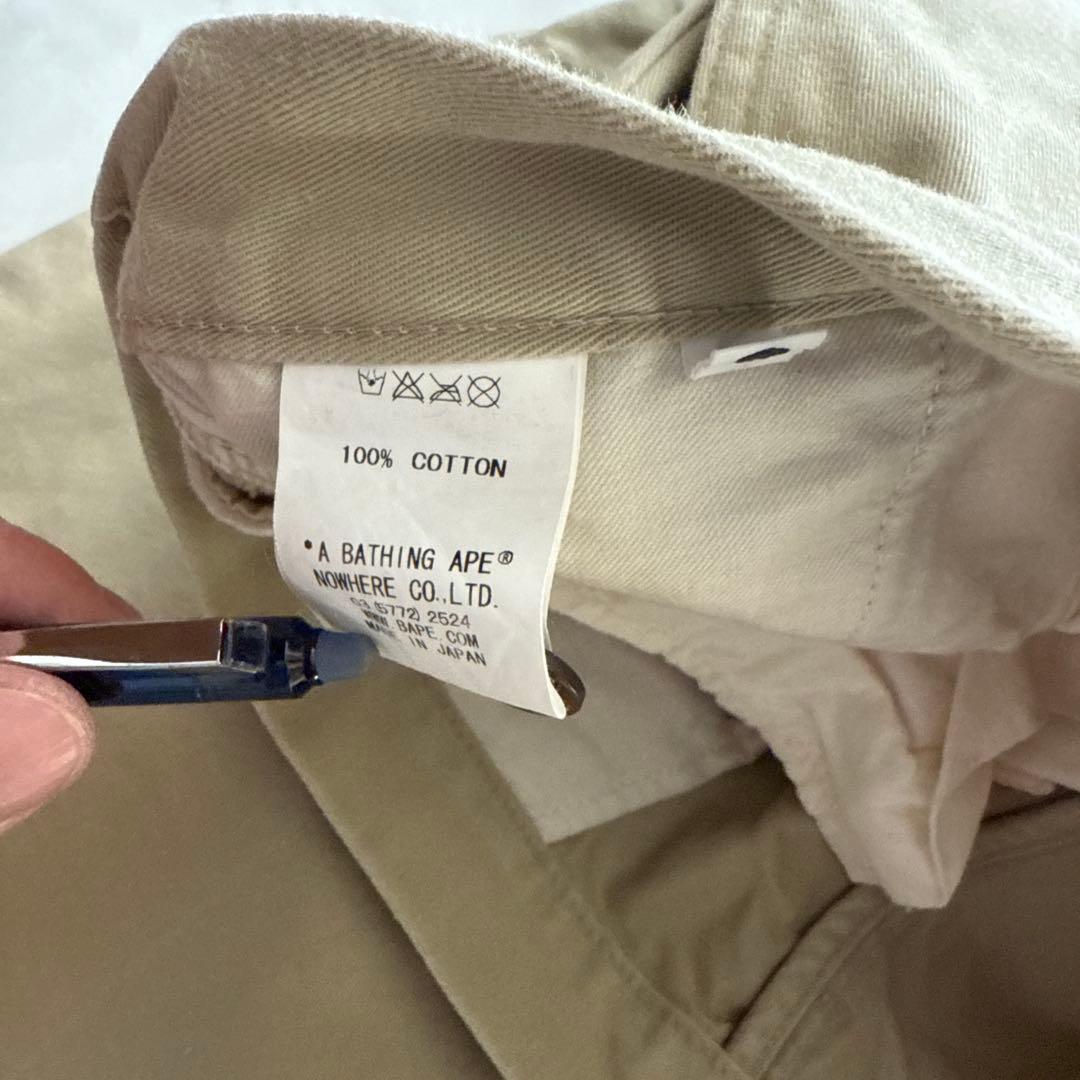 100% COTTON
•A BATHING APE®
NOWHERE CO.,LTD.
03 (5772) 2524
WWW.BAPE.COM
MADE IN JAPAN